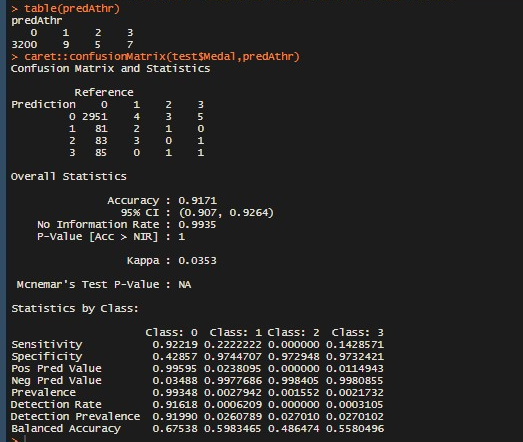 > table(predAthr)
predAthr
   0    1    2    3
3200    9    5    7
> caret::confusionMatrix(test$Medal,predAthr)
Confusion Matrix and Statistics

          Reference
Prediction    0    1    2    3
         0 2951    4    3    5
         1   81    2    1    0
         2   83    3    0    1
         3   85    0    1    1

Overall Statistics

               Accuracy : 0.9171
                 95% CI : (0.907, 0.9264)
    No Information Rate : 0.9935
    P-Value [Acc > NIR] : 1

                  Kappa : 0.0353

 Mcnemar's Test P-Value : NA

Statistics by Class:

                     Class: 0  Class: 1 Class: 2  Class: 3
Sensitivity           0.92219 0.2222222 0.000000 0.1428571
Specificity           0.42857 0.9744707 0.972948 0.9732421
Pos Pred Value        0.99595 0.0238095 0.000000 0.0114943
Neg Pred Value        0.03488 0.9977686 0.998405 0.9980855
Prevalence            0.99348 0.0027942 0.001552 0.0021732
Detection Rate        0.91618 0.0006209 0.000000 0.0003105
Detection Prevalence  0.91990 0.0260789 0.027010 0.0270102
Balanced Accuracy     0.67538 0.5983465 0.486474 0.5580496
>